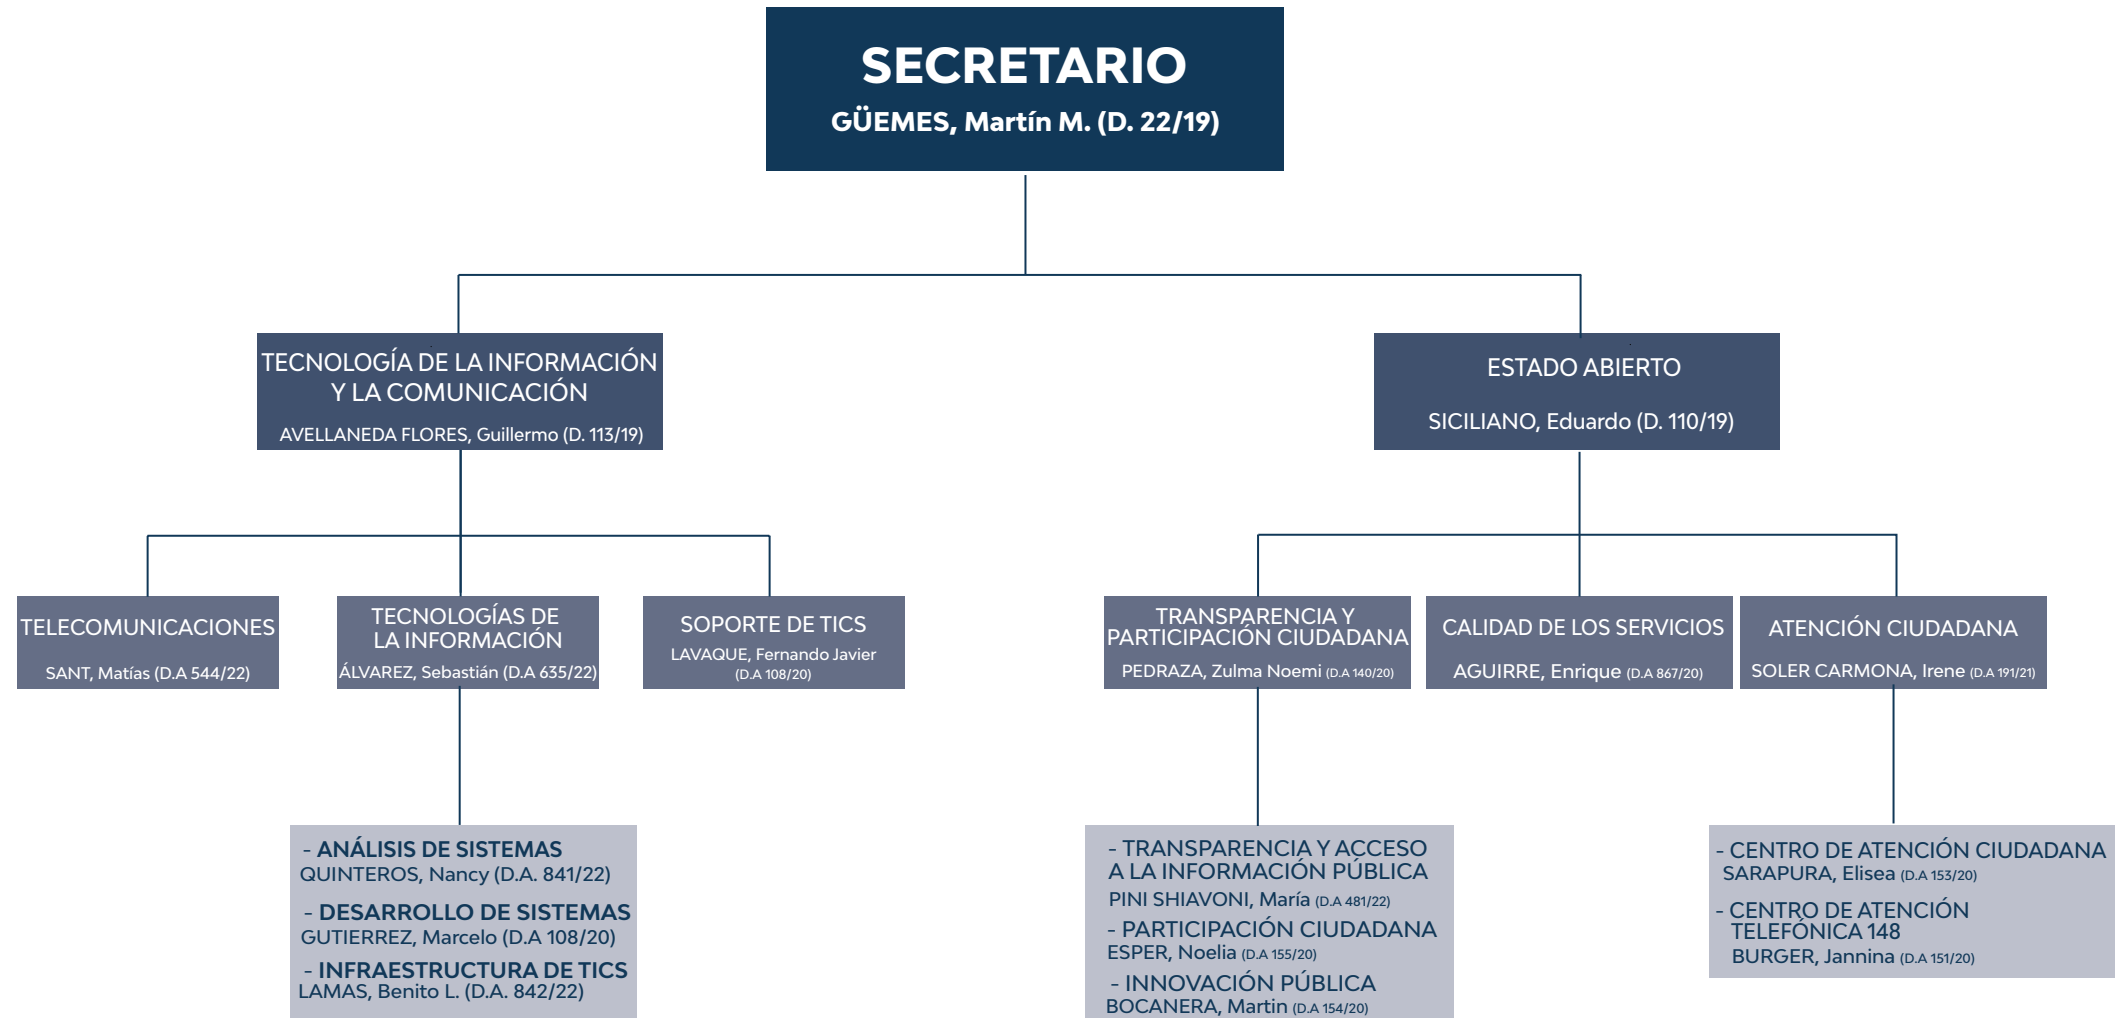 SECRETARIO
GÜEMES, Martín M. (D. 22/19)
TECNOLOGÍA DE LA INFORMACIÓN
Y LA COMUNICACIÓN
AVELLANEDA FLORES, Guillermo (D. 113/19)
ESTADO ABIERTO
SICILIANO, Eduardo (D. 110/19)
TELECOMUNICACIONES
SANT, Matías (D.A 544/22)
TECNOLOGÍAS DE
LA INFORMACIÓN
ÁLVAREZ, Sebastián (D.A 635/22)
SOPORTE DE TICS
LAVAQUE, Fernando Javier
(D.A 108/20)
TRANSPARENCIA Y
PARTICIPACIÓN CIUDADANA
PEDRAZA, Zulma Noemi (D.A 140/20)
CALIDAD DE LOS SERVICIOS
AGUIRRE, Enrique (D.A 867/20)
ATENCIÓN CIUDADANA
SOLER CARMONA, Irene (D.A 191/21)
- ANÁLISIS DE SISTEMAS
QUINTEROS, Nancy (D.A. 841/22)
- DESARROLLO DE SISTEMAS
GUTIERREZ, Marcelo (D.A 108/20)
- INFRAESTRUCTURA DE TICS
LAMAS, Benito L. (D.A. 842/22)
- TRANSPARENCIA Y ACCESO
A LA INFORMACIÓN PÚBLICA
PINI SHIAVONI, María (D.A 481/22)
- PARTICIPACIÓN CIUDADANA
ESPER, Noelia (D.A 155/20)
- INNOVACIÓN PÚBLICA
BOCANERA, Martin (D.A 154/20)
- CENTRO DE ATENCIÓN CIUDADANA
SARAPURA, Elisea (D.A 153/20)
- CENTRO DE ATENCIÓN
TELEFÓNICA 148
BURGER, Jannina (D.A 151/20)